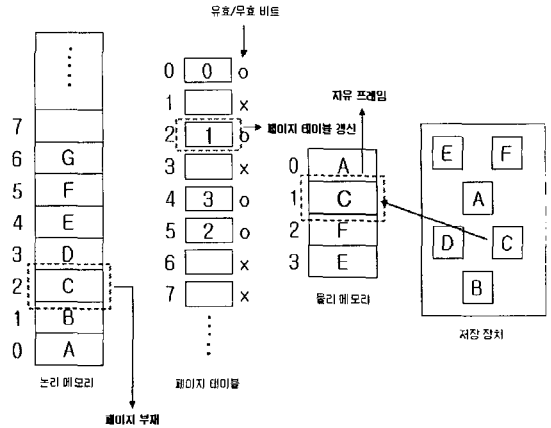 유효/무효 비트
0 0 o
1 x
2 1 o
페이지 테이블 갱신
3 x
4 3 o
5 2 o
6 x
7 x
페이지 테이블
7
6 G
5 F
4 E
3 D
2 C
1 B
0 A
논리 메모리
페이지 부재
자유 프레임
0 A
1 C
2 F
3 E
물리 메모리
E F
A
D C
B
저장 장치